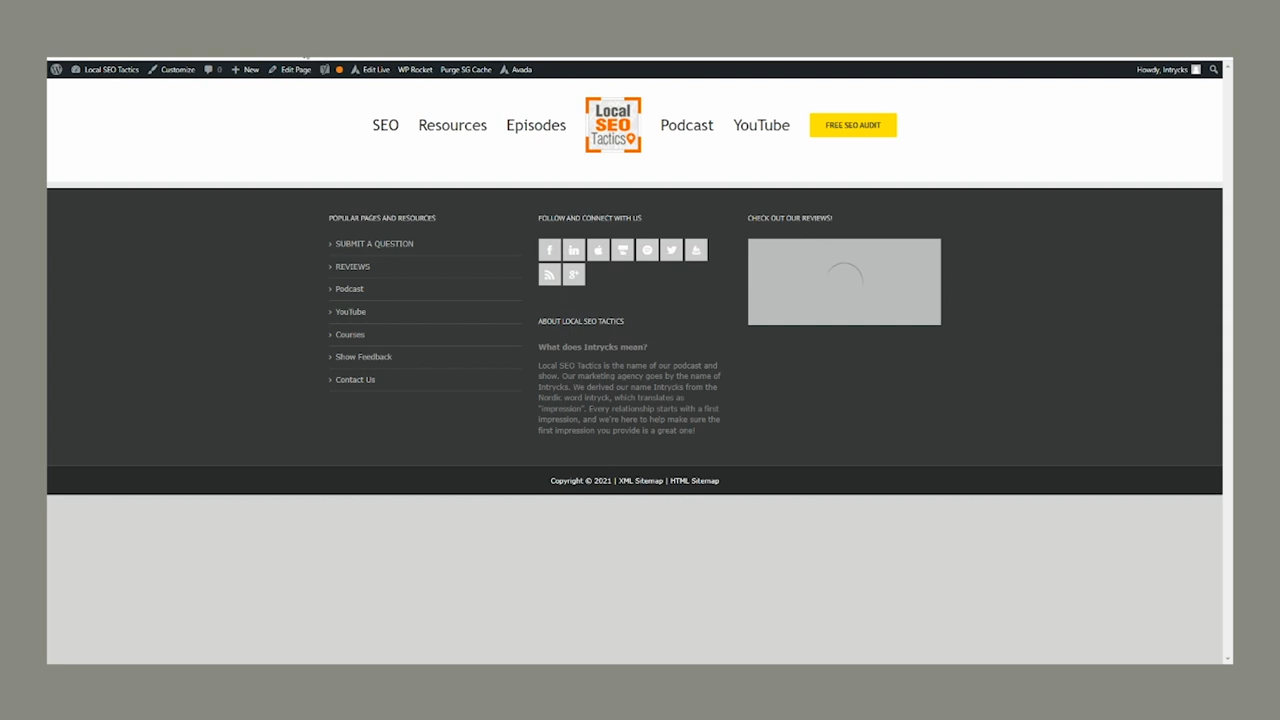 Local SEO Tactics Customize 0 New Edit Page Edit Live WP Rocket Purge SG Cache Avada Howdy, Intrycks
SEO Resources Episodes Podcast YouTube FREE SEO AUDIT
Local
SEO
Tactics
POPULAR PAGES AND RESOURCES
SUBMIT A QUESTION
REVIEWS
Podcast
YouTube
Courses
Show Feedback
Contact Us
FOLLOW AND CONNECT WITH US
ABOUT LOCAL SEO TACTICS
What does Intrycks mean?
Local SEO Tactics is the name of our podcast and
show. Our marketing agency goes by the name of
Intrycks. We derived our name Intrycks from the
Nordic word intryck, which translates as
"impression". Every relationship starts with a first
impression, and we're here to help make sure the
first impression you provide is a great one!
CHECK OUT OUR REVIEWS!
Copyright © 2021 | XML Sitemap | HTML Sitemap